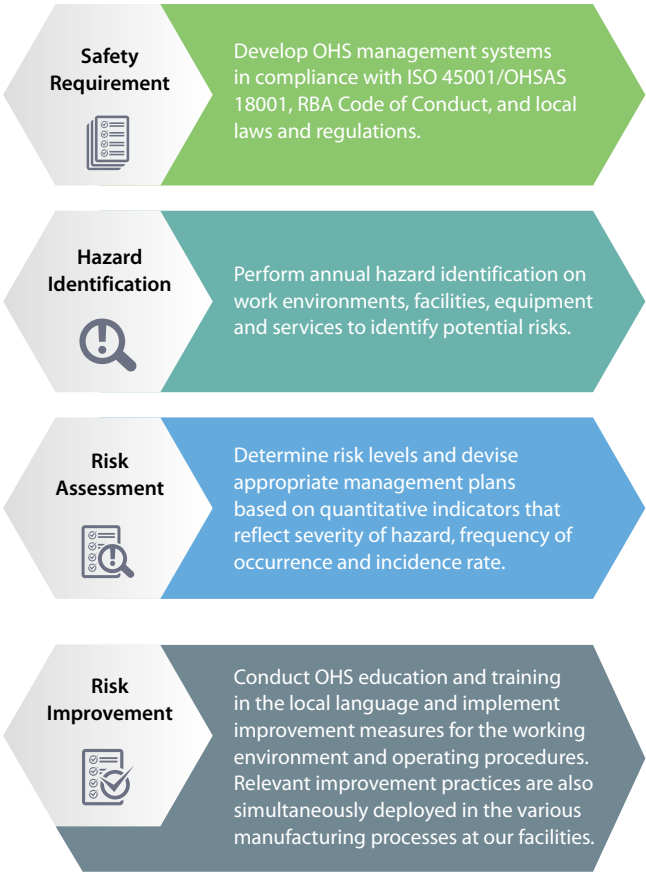 Safety
Requirement
Develop OHS management systems
in compliance with ISO 45001/OHSAS
18001, RBA Code of Conduct, and local
laws and regulations.
Hazard
Identification
Perform annual hazard identification on
work environments, facilities, equipment
and services to identify potential risks.
Risk
Assessment
Determine risk levels and devise
appropriate management plans
based on quantitative indicators that
reflect severity of hazard, frequency of
occurrence and incidence rate.
Risk
Improvement
Conduct OHS education and training
in the local language and implement
improvement measures for the working
environment and operating procedures.
Relevant improvement practices are also
simultaneously deployed in the various
manufacturing processes at our facilities.